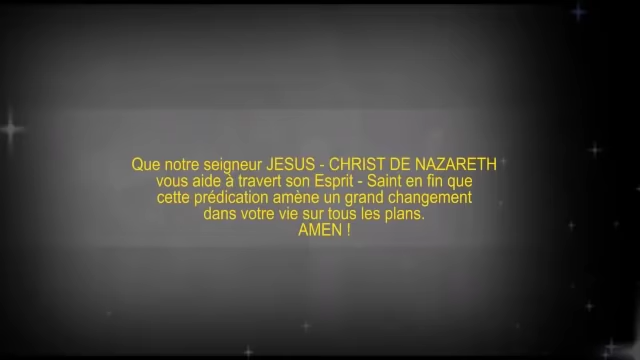 Que notre seigneur JESUS - CHRIST DE NAZARETH
vous aide à travert son Esprit - Saint en fin que
cette prédication amène un grand changement
dans votre vie sur tous les plans.
AMEN !